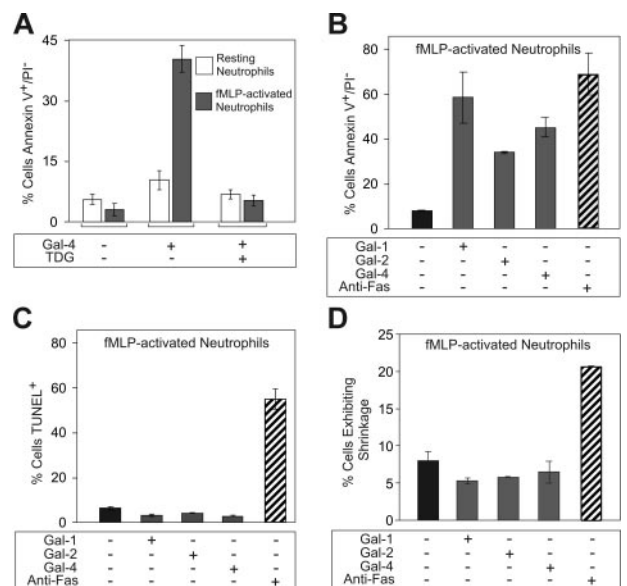 A
% Cells Annexin V+/PI-
45
30
15
0
Resting
Neutrophils
fMLP-activated
Neutrophils
Gal-4 - + +
TDG - - +
B
fMLP-activated Neutrophils
% Cells Annexin V+/PI-
80
60
40
20
0
Gal-1 - + - - -
Gal-2 - - + - -
Gal-4 - - - + -
Anti-Fas - - - - +
C
fMLP-activated Neutrophils
% Cells TUNEL+
80
60
40
20
0
Gal-1 - + - - -
Gal-2 - - + - -
Gal-4 - - - + -
Anti-Fas - - - - +
D
fMLP-activated Neutrophils
% Cells Exhibiting
Shrinkage
25
20
15
10
5
0
Gal-1 - + - - -
Gal-2 - - + - -
Gal-4 - - - + -
Anti-Fas - - - - +